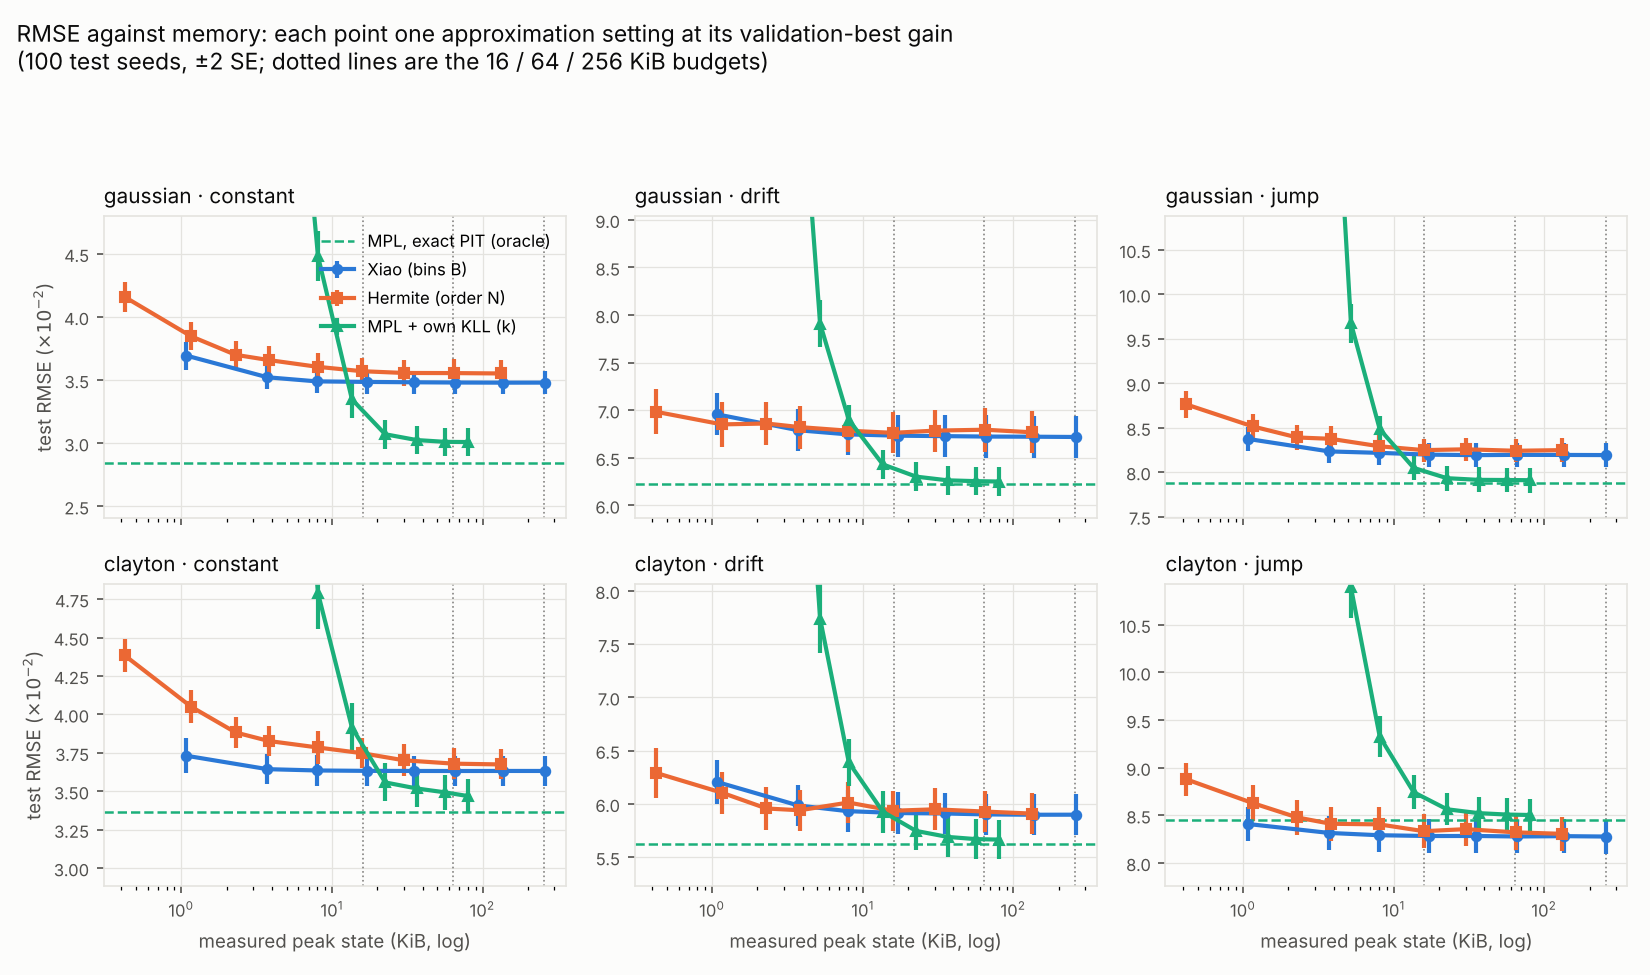 RMSE against memory: each point one approximation setting at its validation-best gain
(100 test seeds, ±2 SE; dotted lines are the 16 / 64 / 256 KiB budgets)
gaussian · constant
4.5
4.0
3.5
3.0
2.5
test RMSE (×10⁻²)
MPL, exact PIT (oracle)
Xiao (bins B)
Hermite (order N)
MPL + own KLL (k)
gaussian · drift
9.0
8.5
8.0
7.5
7.0
6.5
6.0
gaussian · jump
10.5
10.0
9.5
9.0
8.5
8.0
7.5
clayton · constant
4.75
4.50
4.25
4.00
3.75
3.50
3.25
3.00
test RMSE (×10⁻²)
10⁰ 10¹ 10²
measured peak state (KiB, log)
clayton · drift
8.0
7.5
7.0
6.5
6.0
5.5
10⁰ 10¹ 10²
measured peak state (KiB, log)
clayton · jump
10.5
10.0
9.5
9.0
8.5
8.0
10⁰ 10¹ 10²
measured peak state (KiB, log)